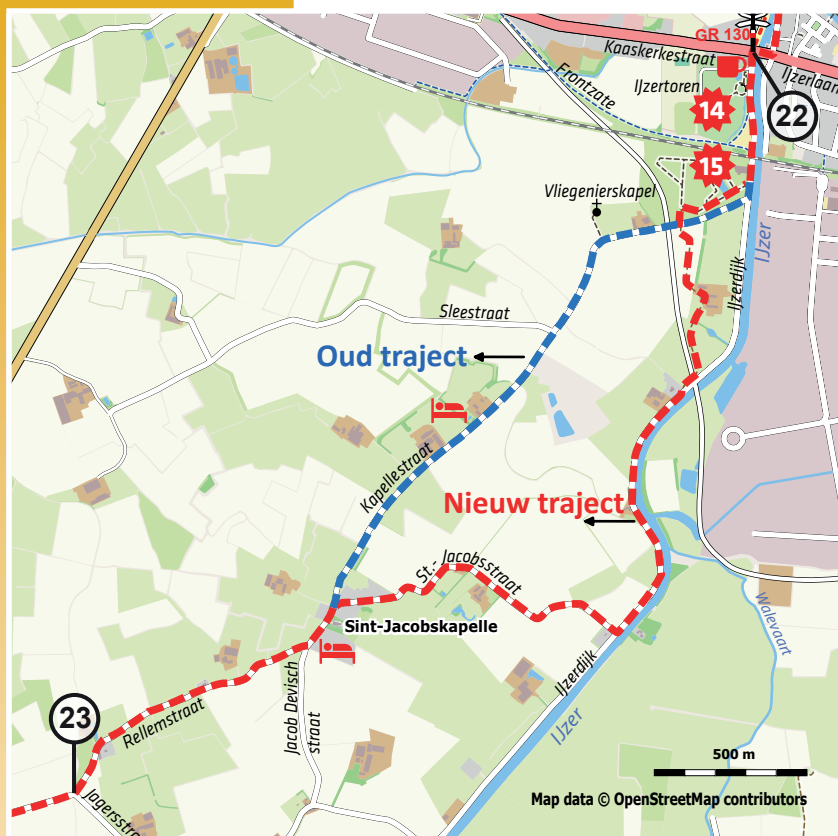 GR 130
Kaaskerkestraat
IJzerlaan
Frontzate
IJzertoren
14
22
15
Vliegenierskapel
IJzer
IJzerdijk
Sleestraat
Oud traject
Kapellestraat
Nieuw traject
St.- Jacobsstraat
Walevaart
Sint-Jacobskapelle
IJzerdijk
Jacob Devisch
straat
Rellemstraat
23
IJzer
500 m
Jagersstra
Map data © OpenStreetMap contributors